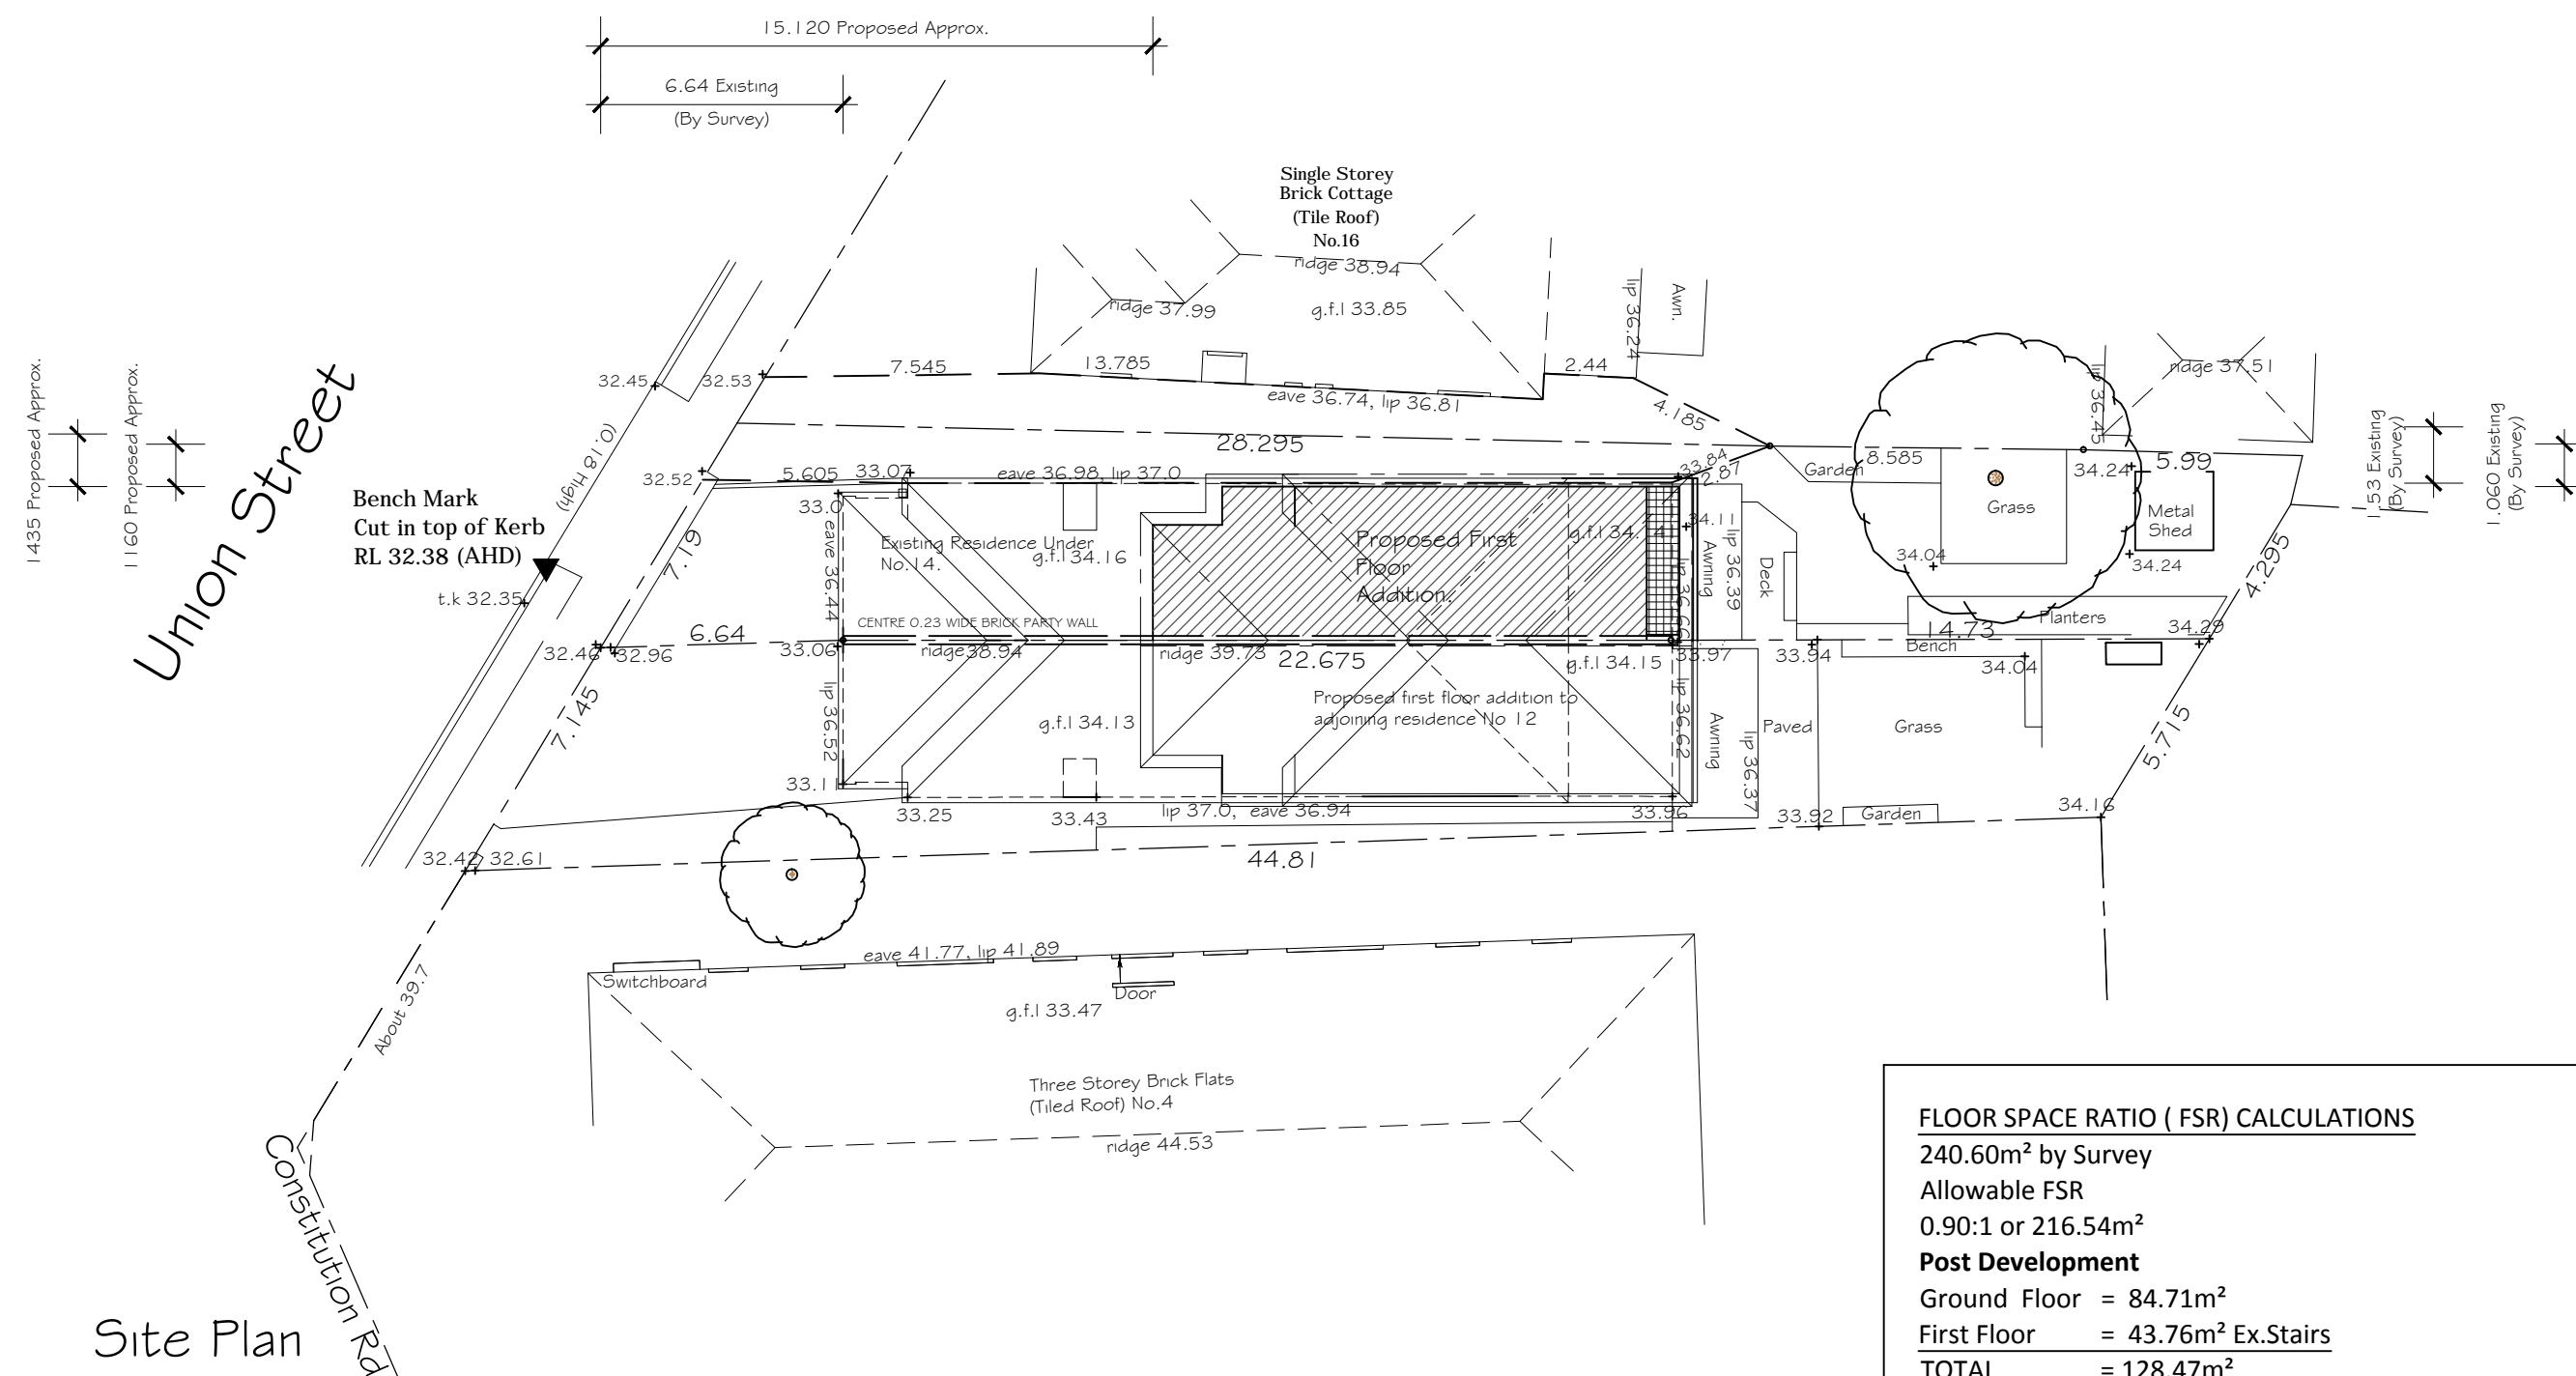 15.120 Proposed Approx.
6.64 Existing
(By Survey)
Single Storey
Brick Cottage
(Tile Roof)
No.16
ridge 38.94
ridge 37.99
g.f.l 33.85
lip 36.24
Awn.
7.545
13.785
2.44
eave 36.74, lip 36.81
4.185
28.295
32.45
32.53
(0.18 High)
1435 Proposed Approx.
1160 Proposed Approx.
Union Street
Bench Mark
Cut in top of Kerb
RL 32.38 (AHD)
t.k 32.35
32.52
5.605
33.07
eave 36.98, lip 37.0
33.84
2.87
Garden
8.585
34.24
5.99
lip 36.45
ridge 37.51
1.53 Existing
(By Survey)
1.060 Existing
(By Survey)
Grass
Metal
Shed
34.04
34.24
4.295
7.19
33.0
eave 36.44
Existing Residence Under
No.14.
g.f.l 34.16
Proposed First
Floor
Addition.
34.11
Awning
lip 36.39
lip 36.66
Deck
CENTRE 0.23 WIDE BRICK PARTY WALL
6.64
32.46
32.96
33.06
ridge 38.94
ridge 39.73
22.675
g.f.l 34.15
33.97
33.94
14.73
Planters
Bench
34.29
34.04
7.145
lip 36.52
g.f.l 34.13
Proposed first floor addition to
adjoining residence No 12
lip 36.62
Awning
lip 36.37
Paved
Grass
5.715
33.11
33.25
33.43
lip 37.0, eave 36.94
33.96
33.92
Garden
34.16
32.42
32.61
44.81
About 39.7
eave 41.77, lip 41.89
Switchboard
Door
g.f.l 33.47
Three Storey Brick Flats
(Tiled Roof) No.4
ridge 44.53
Constitution Rd
Site Plan
FLOOR SPACE RATIO ( FSR) CALCULATIONS
240.60m² by Survey
Allowable FSR
0.90:1 or 216.54m²
Post Development
Ground Floor = 84.71m²
First Floor = 43.76m² Ex.Stairs
TOTAL = 128.47m²